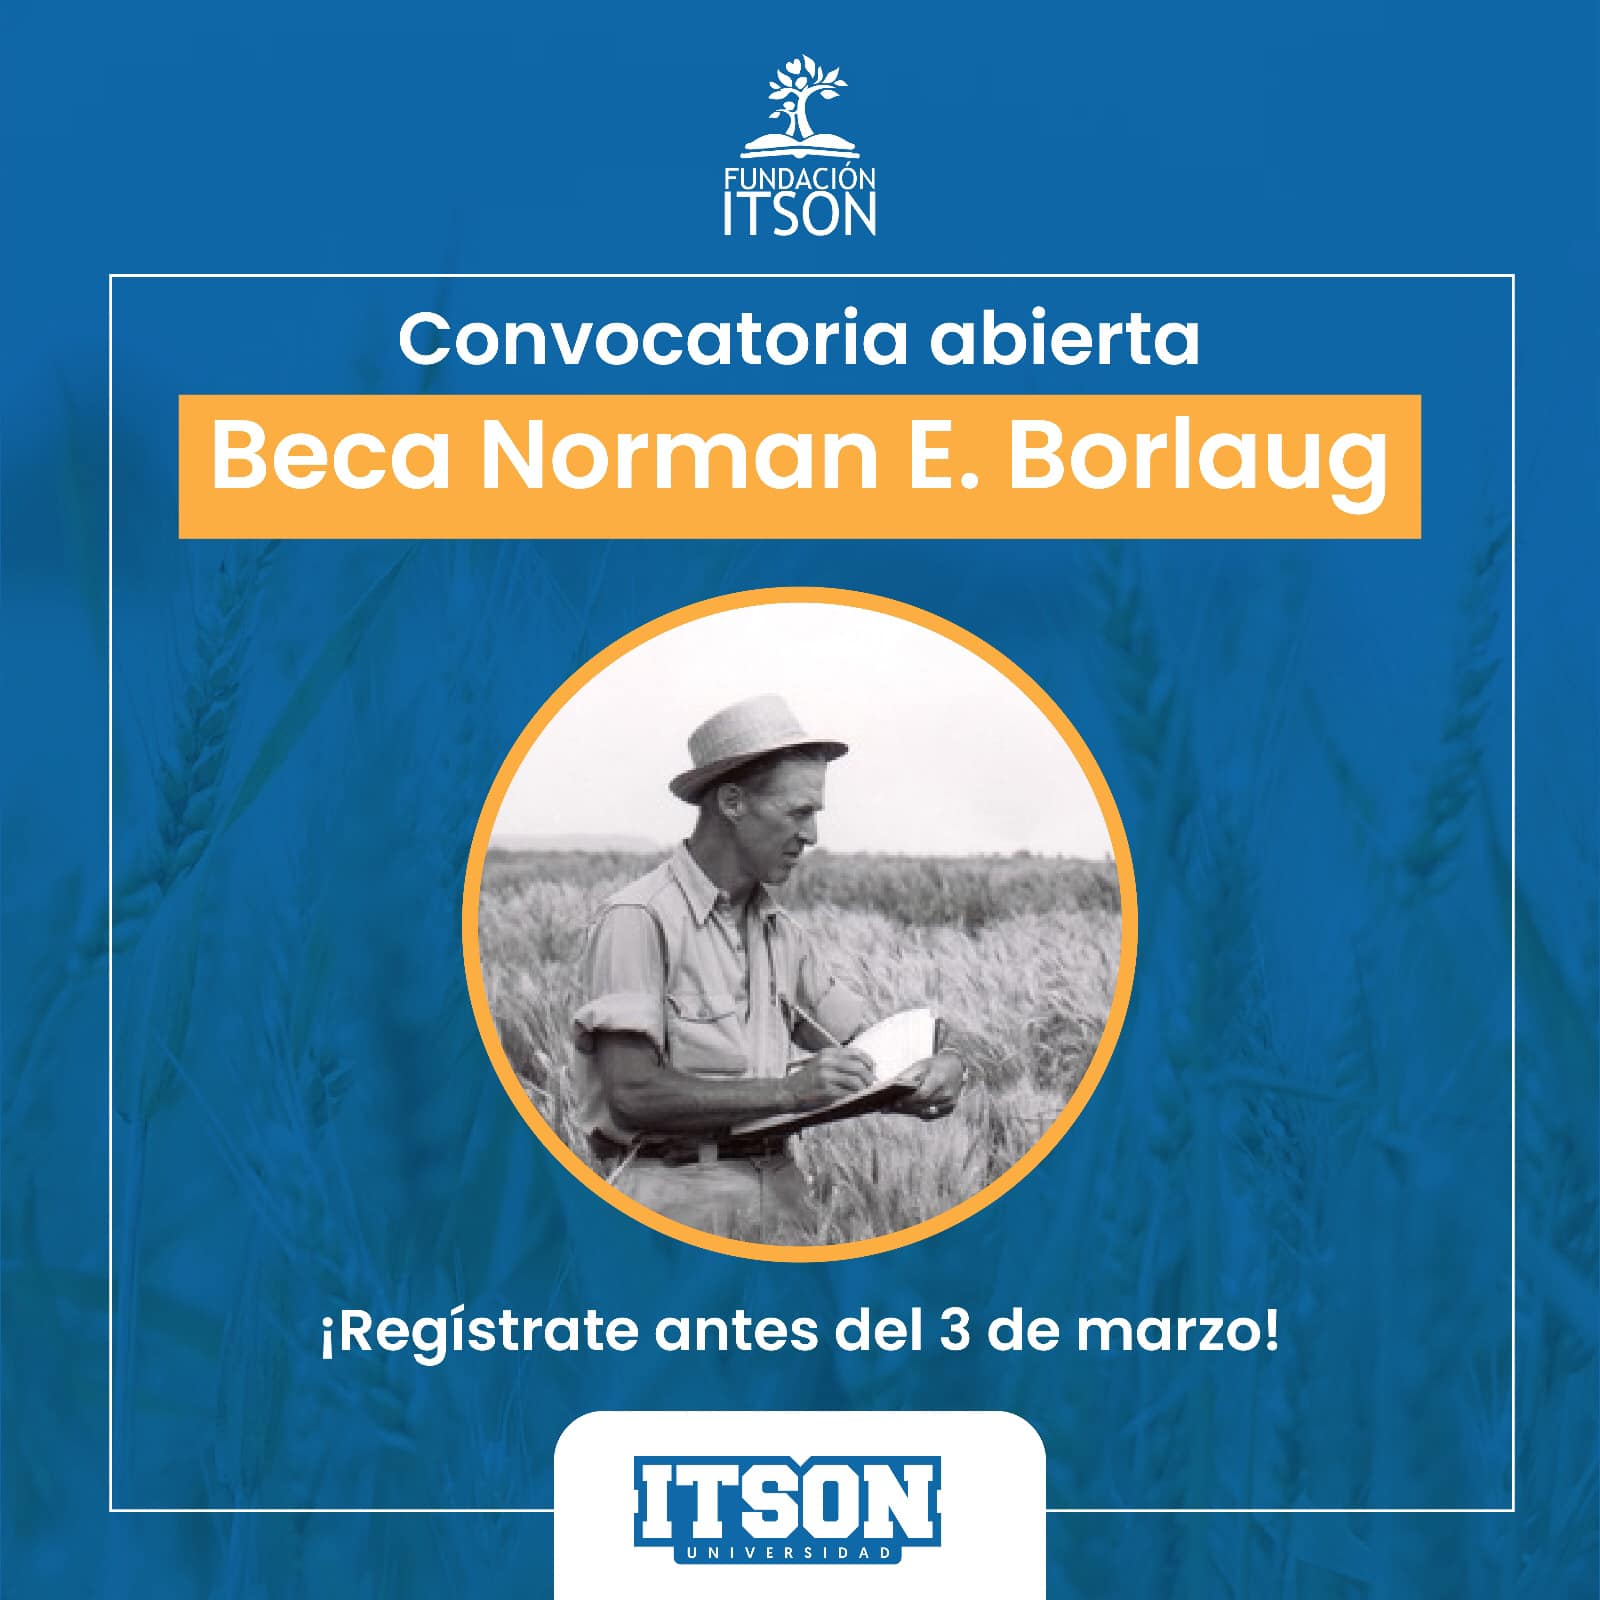 FUNDACIÓN
ITSON
Convocatoria abierta
Beca Norman E. Borlaug
¡Regístrate antes del 3 de marzo!
ITSON
UNIVERSIDAD